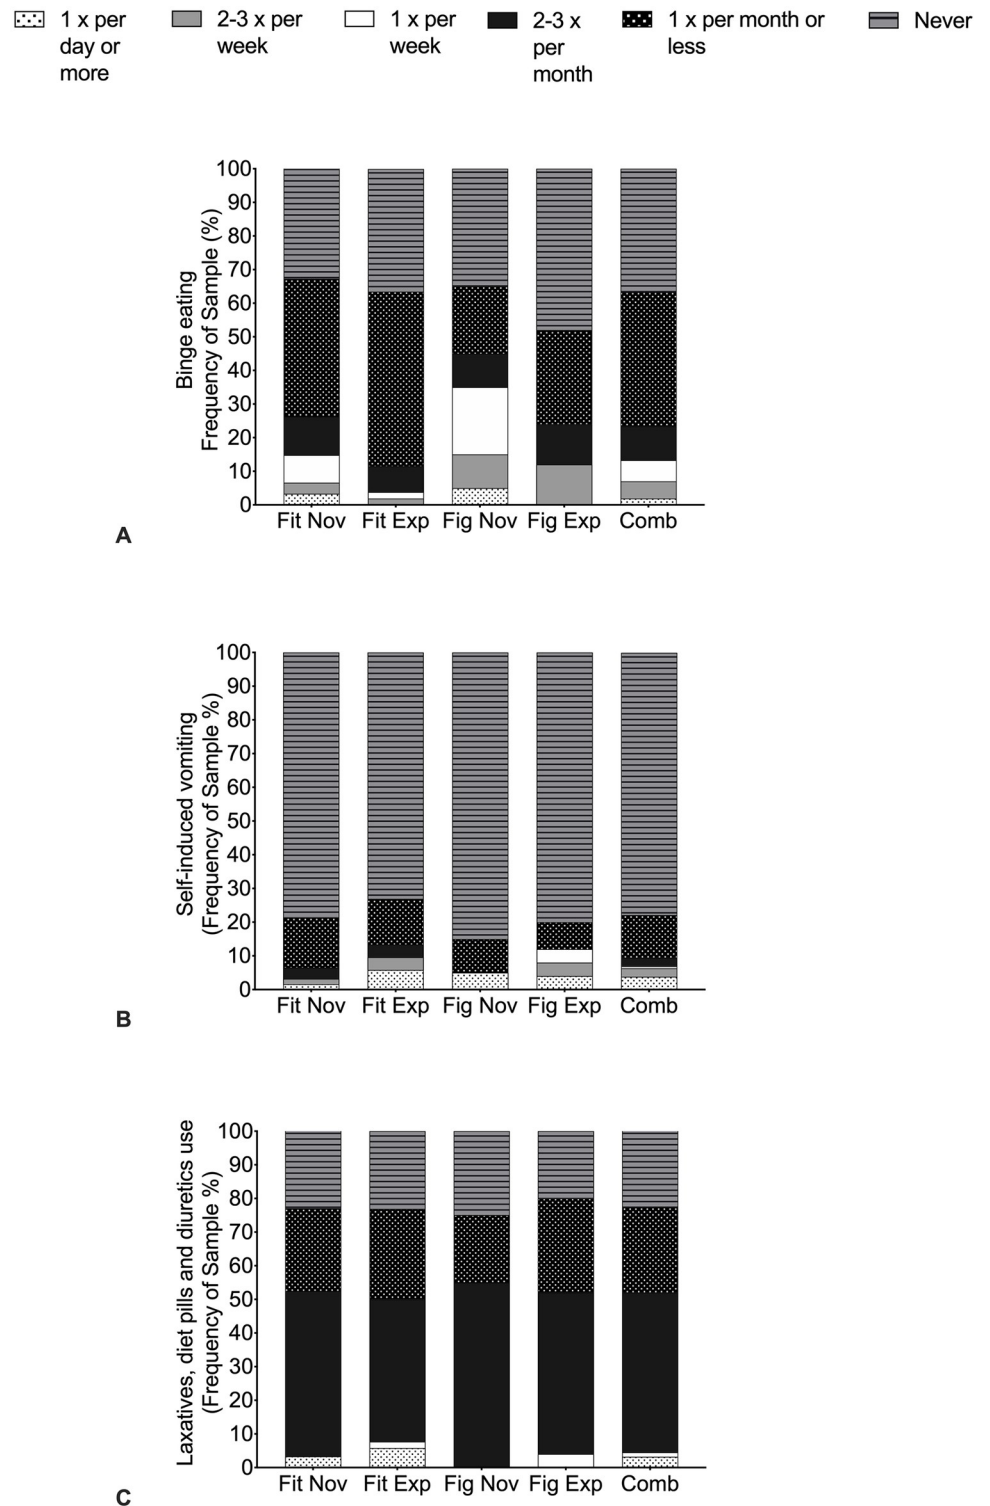 1 x per day or more
2-3 x per week
1 x per week
2-3 x per month
1 x per month or less
Never
Binge eating
Frequency of Sample (%)
100
90
80
70
60
50
40
30
20
10
0
Fit Nov Fit Exp Fig Nov Fig Exp Comb
A
Self-induced vomiting
(Frequency of Sample %)
100
90
80
70
60
50
40
30
20
10
0
Fit Nov Fit Exp Fig Nov Fig Exp Comb
B
Laxatives, diet pills and diuretics use
(Frequency of Sample %)
100
90
80
70
60
50
40
30
20
10
0
Fit Nov Fit Exp Fig Nov Fig Exp Comb
C